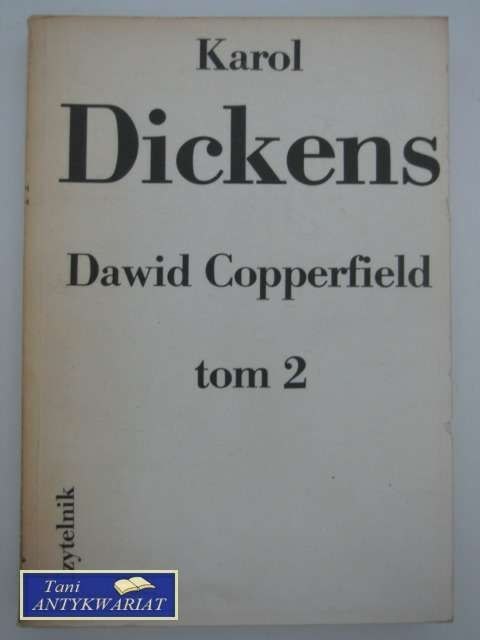 Karol
Dickens
Dawid Copperfield
tom 2
zytelnik
Tani
ANTYKWARIAT